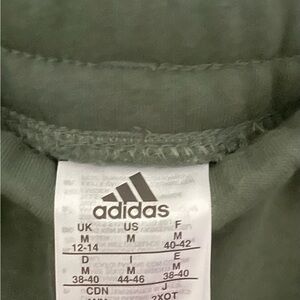 adidas
UK US F
M M M
12-14 40-42
D I E
M M M
38-40 44-46 38-40
CDN J
2XOT